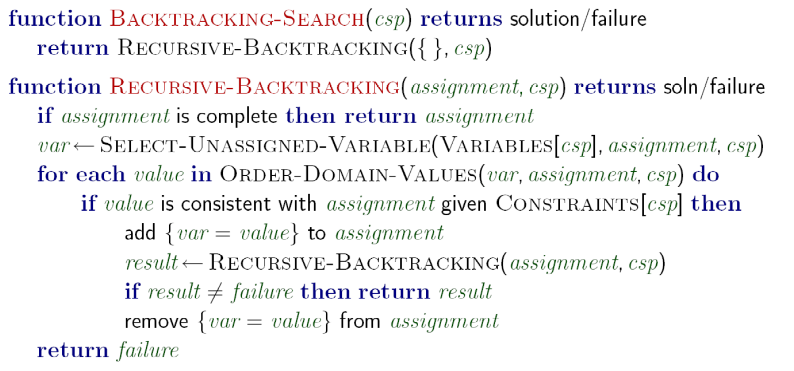 function BACKTRACKING-SEARCH(csp) returns solution/failure
return RECURSIVE-BACKTRACKING({ }, csp)
function RECURSIVE-BACKTRACKING(assignment, csp) returns soln/failure
if assignment is complete then return assignment
var ← SELECT-UNASSIGNED-VARIABLE(VARIABLES[csp], assignment, csp)
for each value in ORDER-DOMAIN-VALUES(var, assignment, csp) do
if value is consistent with assignment given CONSTRAINTS[csp] then
add {var = value} to assignment
result ← RECURSIVE-BACKTRACKING(assignment, csp)
if result ≠ failure then return result
remove {var = value} from assignment
return failure